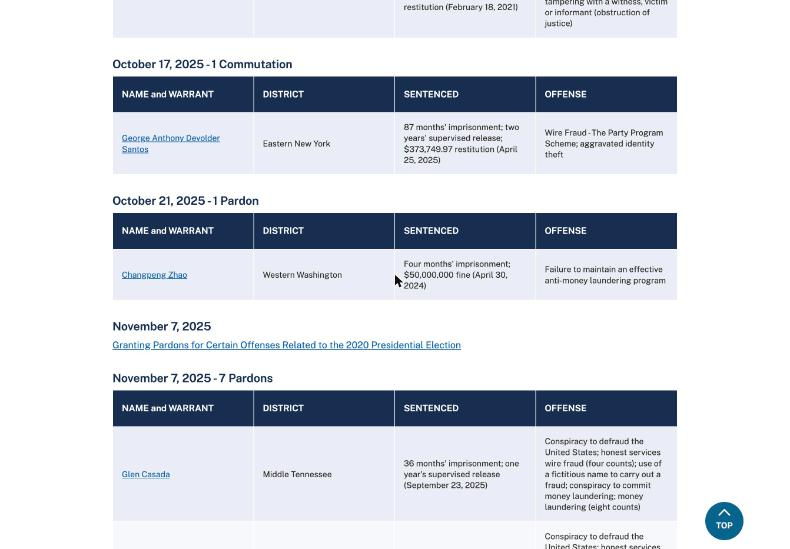 restitution (February 18, 2021)
tampering with a witness, victim
or informant (obstruction of
justice)
October 17, 2025 - 1 Commutation
NAME and WARRANT
DISTRICT
SENTENCED
OFFENSE
George Anthony Devolder
Santos
Eastern New York
87 months' imprisonment; two
years' supervised release;
$373,749.97 restitution (April
25, 2025)
Wire Fraud - The Party Program
Scheme; aggravated identity
theft
October 21, 2025 - 1 Pardon
NAME and WARRANT
DISTRICT
SENTENCED
OFFENSE
Changpeng Zhao
Western Washington
Four months' imprisonment;
$50,000,000 fine (April 30,
2024)
Failure to maintain an effective
anti-money laundering program
November 7, 2025
Granting Pardons for Certain Offenses Related to the 2020 Presidential Election
November 7, 2025 - 7 Pardons
NAME and WARRANT
DISTRICT
SENTENCED
OFFENSE
Glen Casada
Middle Tennessee
36 months' imprisonment; one
year's supervised release
(September 23, 2025)
Conspiracy to defraud the
United States; honest services
wire fraud (four counts); use of
a fictitious name to carry out a
fraud; conspiracy to commit
money laundering; money
laundering (eight counts)
Conspiracy to defraud the
United States; honest services
TOP